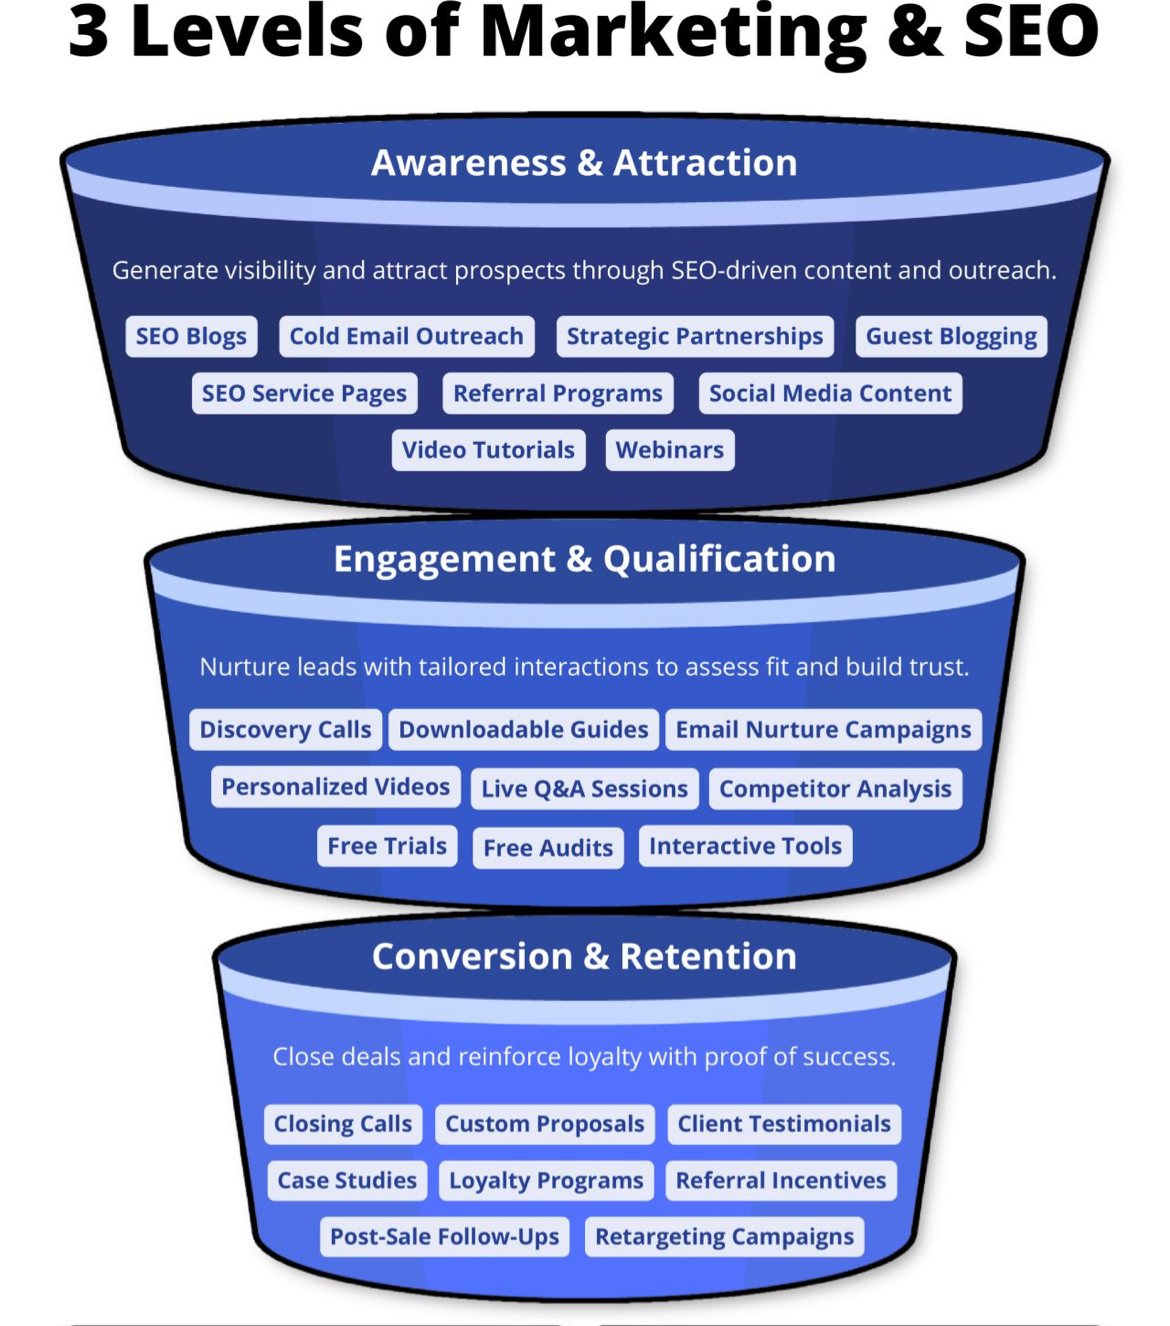 3 Levels of Marketing & SEO
Awareness & Attraction
Generate visibility and attract prospects through SEO-driven content and outreach.
SEO Blogs Cold Email Outreach Strategic Partnerships Guest Blogging
SEO Service Pages Referral Programs Social Media Content
Video Tutorials Webinars
Engagement & Qualification
Nurture leads with tailored interactions to assess fit and build trust.
Discovery Calls Downloadable Guides Email Nurture Campaigns
Personalized Videos Live Q&A Sessions Competitor Analysis
Free Trials Free Audits Interactive Tools
Conversion & Retention
Close deals and reinforce loyalty with proof of success.
Closing Calls Custom Proposals Client Testimonials
Case Studies Loyalty Programs Referral Incentives
Post-Sale Follow-Ups Retargeting Campaigns